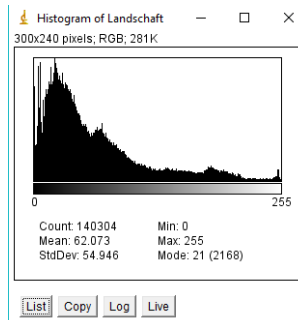 Histogram of Landschaft
300x240 pixels; RGB; 281K
0 255
Count: 140304 Min: 0
Mean: 62.073 Max: 255
StdDev: 54.946 Mode: 21 (2168)
List Copy Log Live